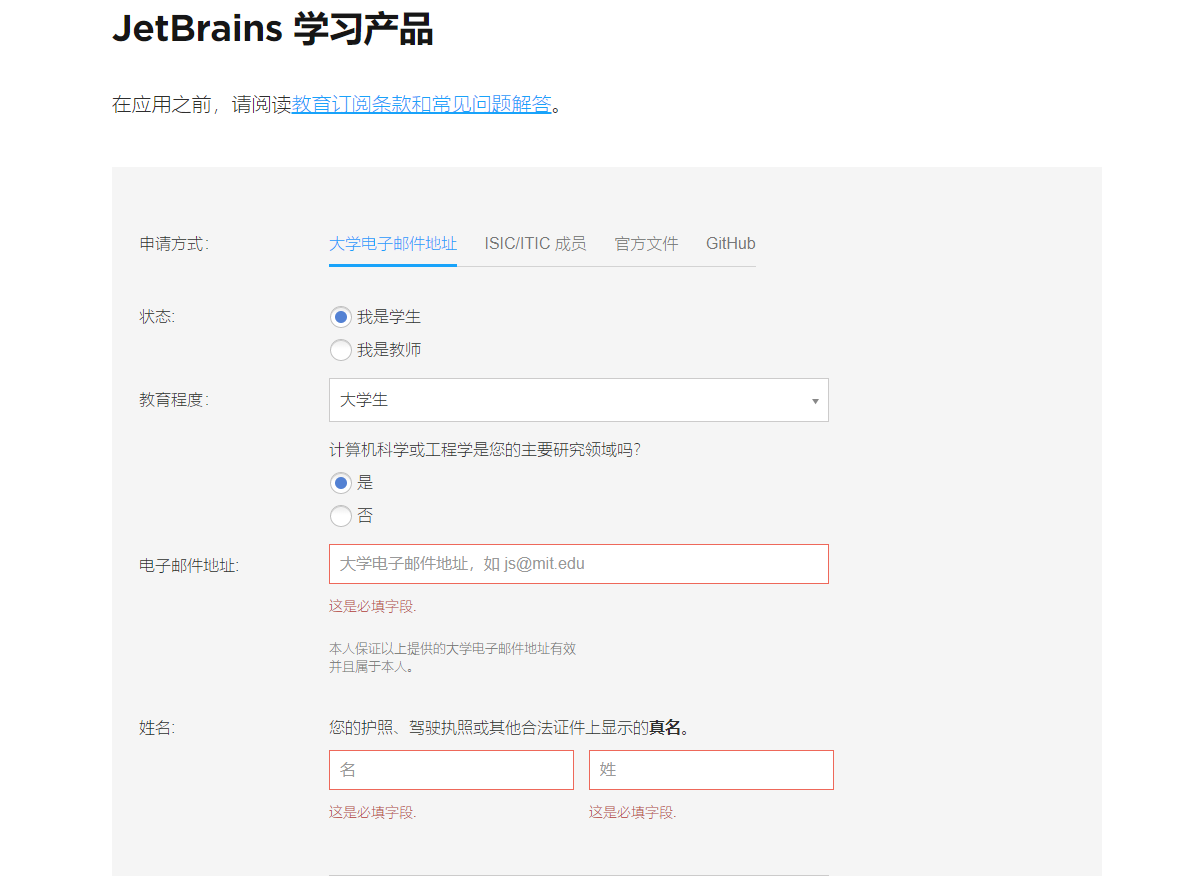 JetBrains 学习产品
在应用之前，请阅读教育订阅条款和常见问题解答。
申请方式: 大学电子邮件地址 ISIC/ITIC 成员 官方文件 GitHub
状态: 我是学生
我是教师
教育程度: 大学生
计算机科学或工程学是您的主要研究领域吗?
是
否
电子邮件地址: 大学电子邮件地址，如 js@mit.edu
这是必填字段.
本人保证以上提供的大学电子邮件地址有效
并且属于本人。
姓名: 您的护照、驾驶执照或其他合法证件上显示的真名。
名 姓
这是必填字段. 这是必填字段.